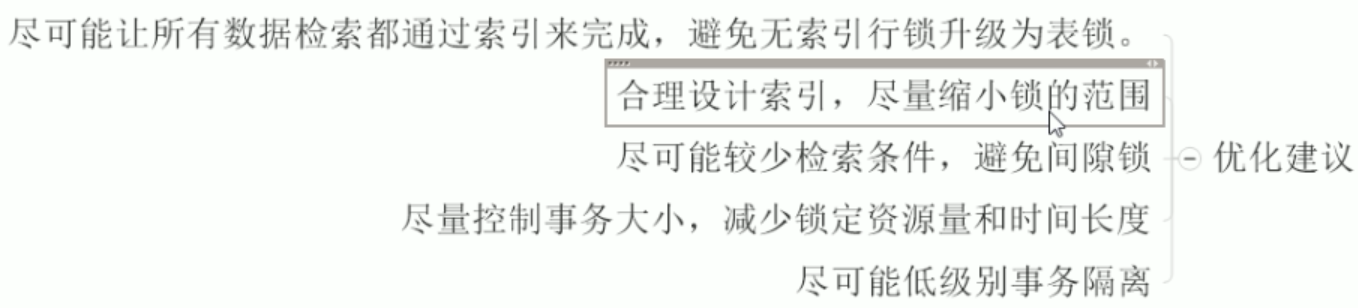 尽可能让所有数据检索都通过索引来完成，避免无索引行锁升级为表锁。
合理设计索引，尽量缩小锁的范围
尽可能较少检索条件，避免间隙锁
优化建议
尽量控制事务大小，减少锁定资源量和时间长度
尽可能低级别事务隔离